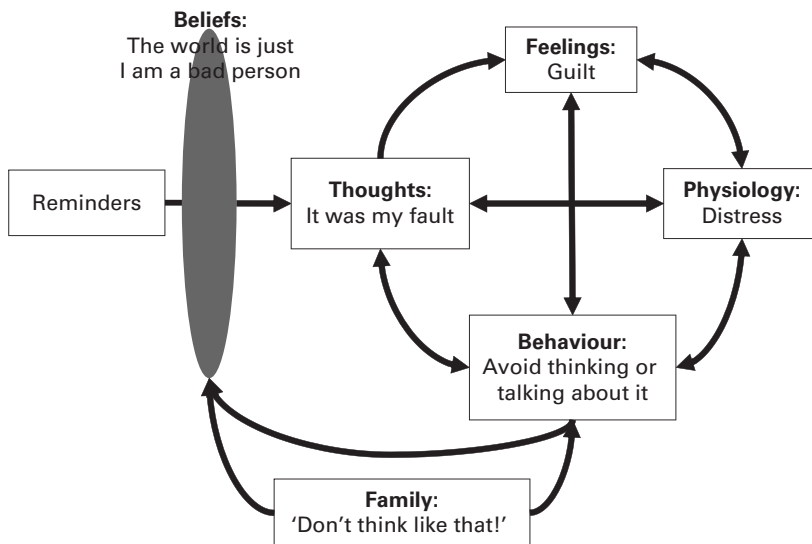 Beliefs:
The world is just
I am a bad person
Feelings:
Guilt
Reminders
Thoughts:
It was my fault
Physiology:
Distress
Behaviour:
Avoid thinking or
talking about it
Family:
‘Don’t think like that!’